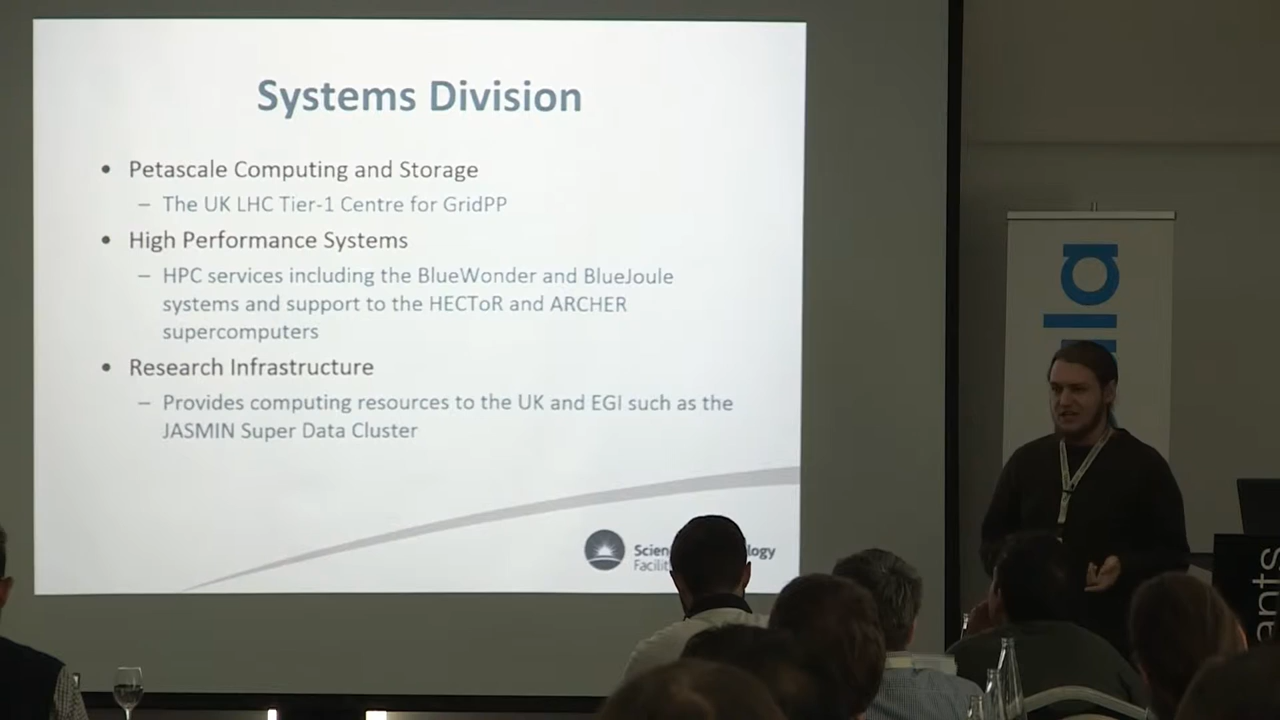 Systems Division
• Petascale Computing and Storage
– The UK LHC Tier-1 Centre for GridPP
• High Performance Systems
– HPC services including the BlueWonder and BlueJoule
systems and support to the HECToR and ARCHER
supercomputers
• Research Infrastructure
– Provides computing resources to the UK and EGI such as the
JASMIN Super Data Cluster